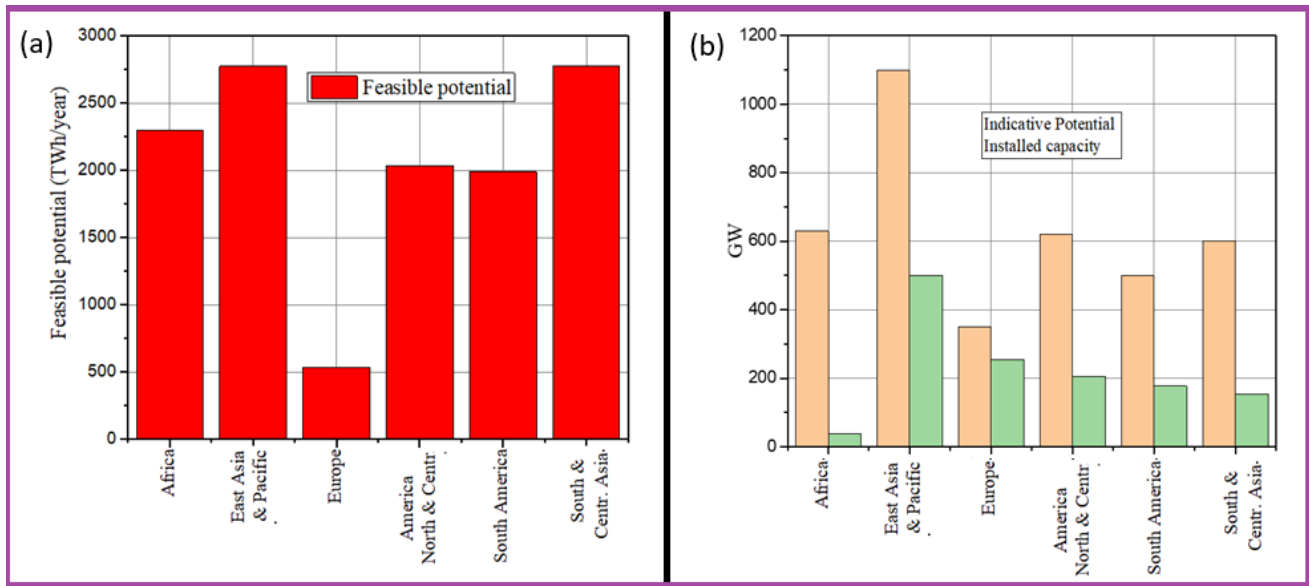 (a)
3000
2500
2000
1500
1000
500
0
Feasible potential (TWh/year)
Feasible potential
Africa
East Asia
& Pacific
Europe
America
North & Centr.
South America
South &
Centr. Asia
(b)
1200
1000
800
600
400
200
0
GW
Indicative Potential
Installed capacity
Africa
East Asia
& Pacific
Europe
America
North & Centr.
South America
South &
Centr. Asia